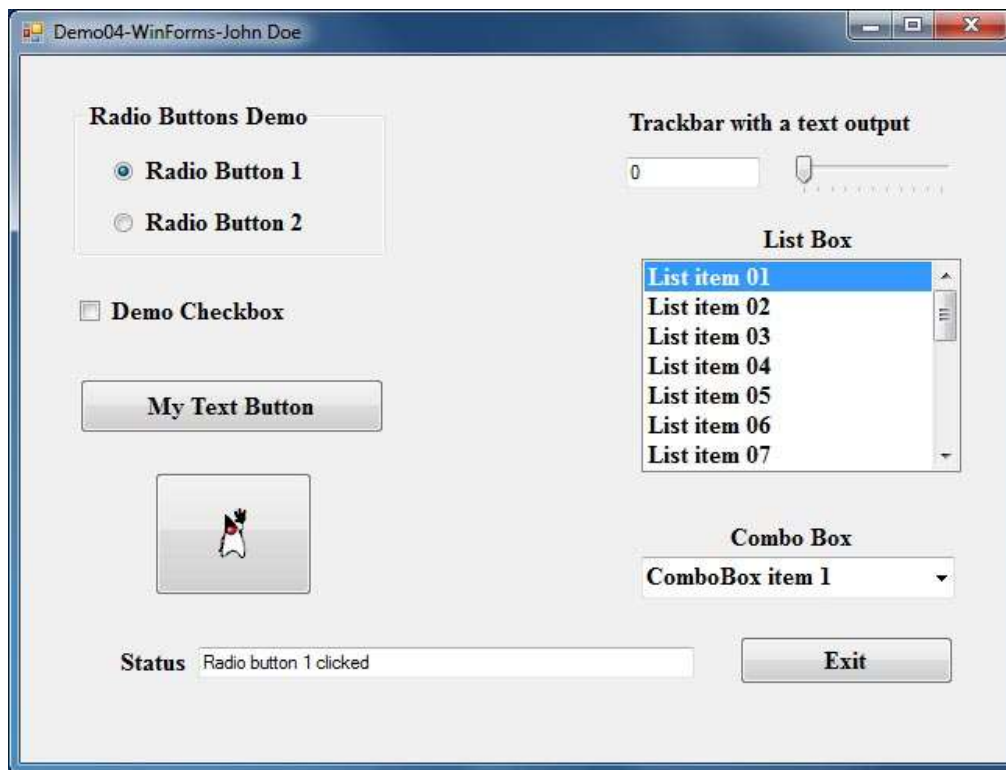 Demo04-WinForms-John Doe
Radio Buttons Demo
Radio Button 1
Radio Button 2
Demo Checkbox
My Text Button
Trackbar with a text output
0
List Box
List item 01
List item 02
List item 03
List item 04
List item 05
List item 06
List item 07
Combo Box
ComboBox item 1
Status
Radio button 1 clicked
Exit